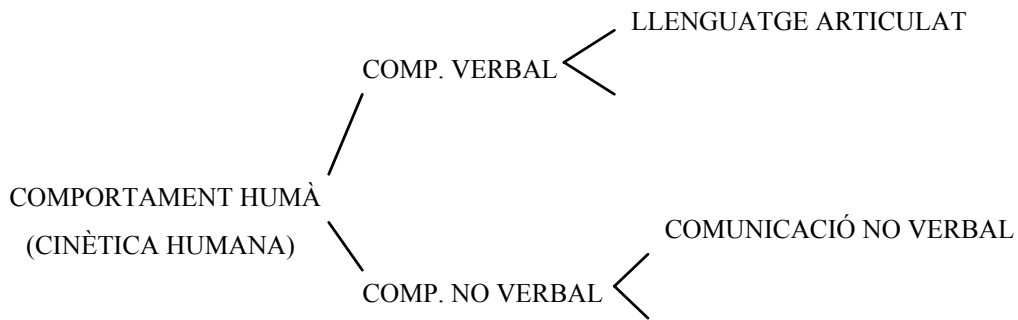 LLENGUATGE ARTICULAT
COMP. VERBAL
COMPORTAMENT HUMÀ
(CINÈTICA HUMANA)
COMUNICACIÓ NO VERBAL
COMP. NO VERBAL